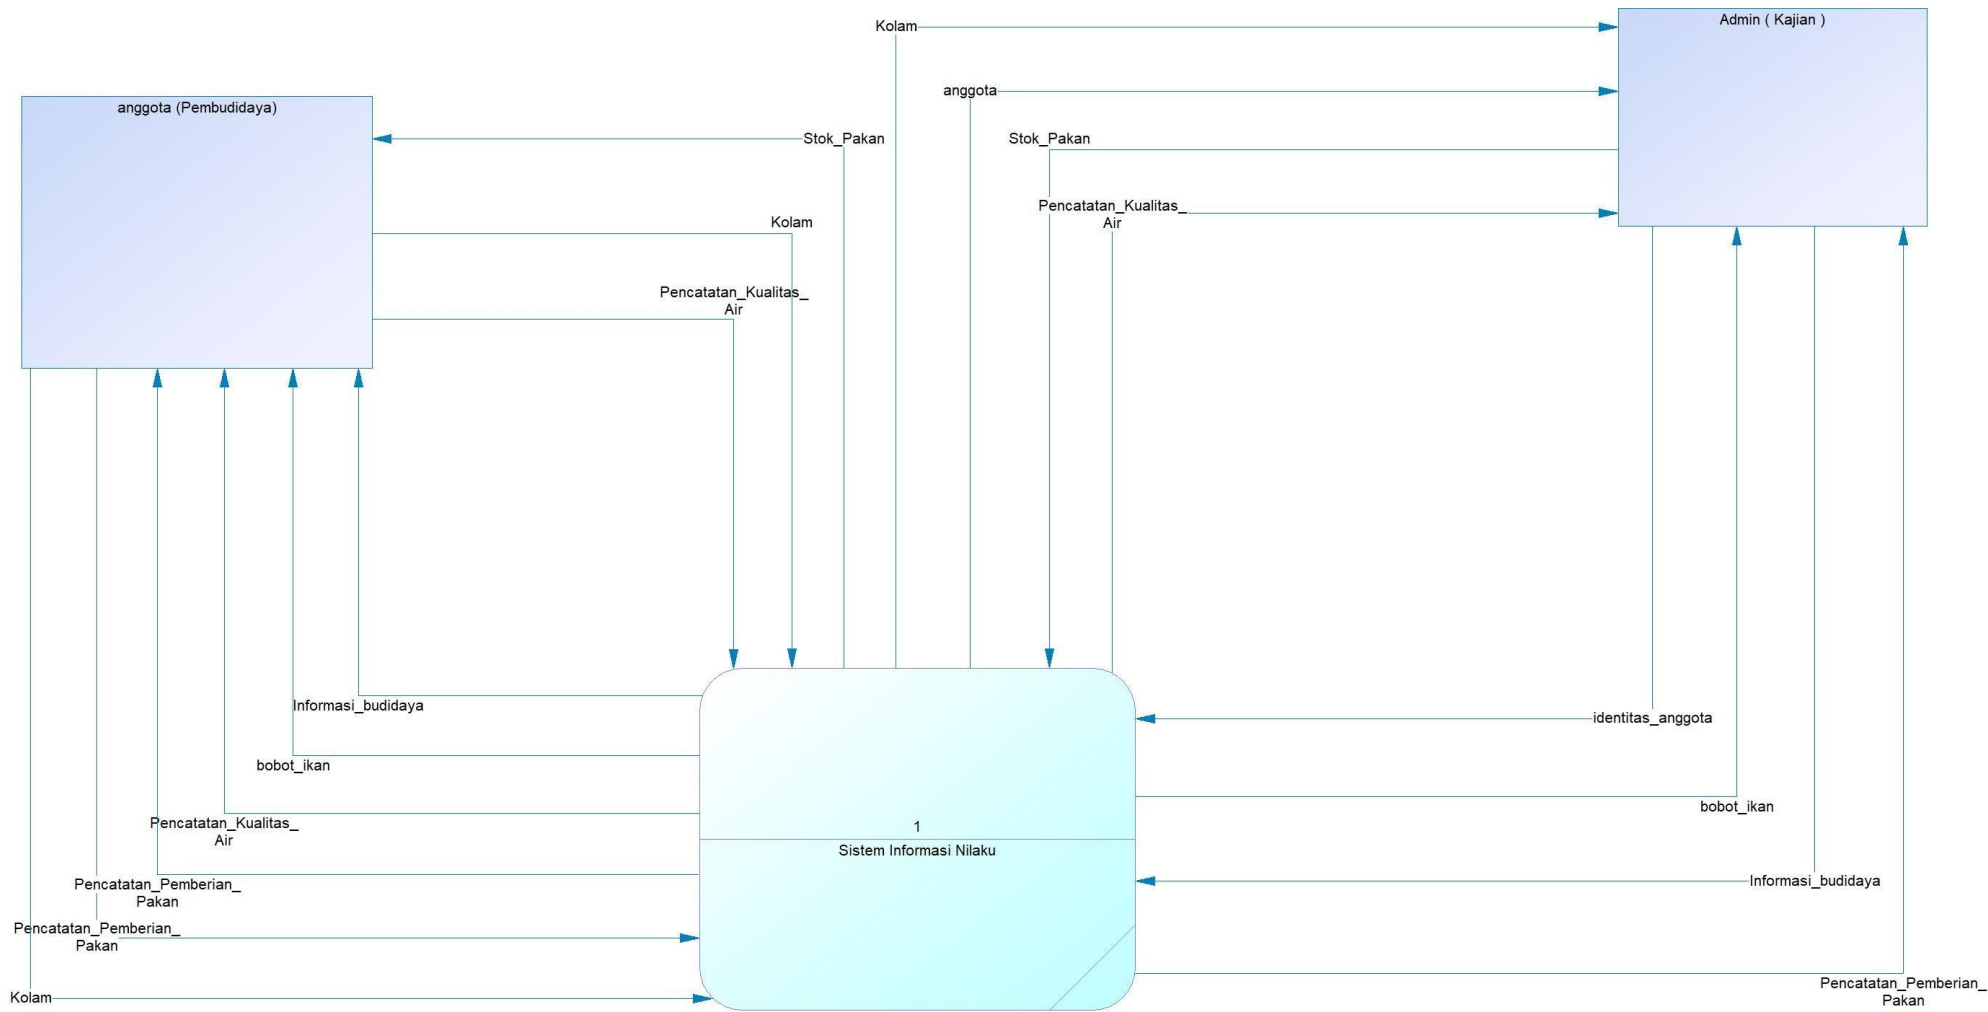 Admin ( Kajian )
Kolam
anggota
anggota (Pembudidaya)
Stok_Pakan
Stok_Pakan
Pencatatan_Kualitas_
Air
Kolam
Pencatatan_Kualitas_
Air
Informasi_budidaya
identitas_anggota
bobot_ikan
bobot_ikan
Pencatatan_Kualitas_
Air
1
Sistem Informasi Nilaku
Pencatatan_Pemberian_
Pakan
Informasi_budidaya
Pencatatan_Pemberian_
Pakan
Kolam
Pencatatan_Pemberian_
Pakan